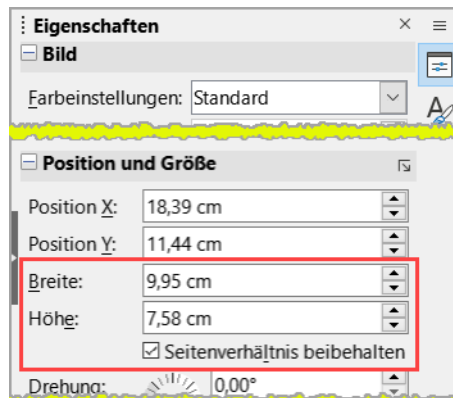 Eigenschaften
Bild
Farbeinstellungen: Standard
Position und Größe
Position X: 18,39 cm
Position Y: 11,44 cm
Breite: 9,95 cm
Höhe: 7,58 cm
Seitenverhältnis beibehalten
Drehung: 0,00°